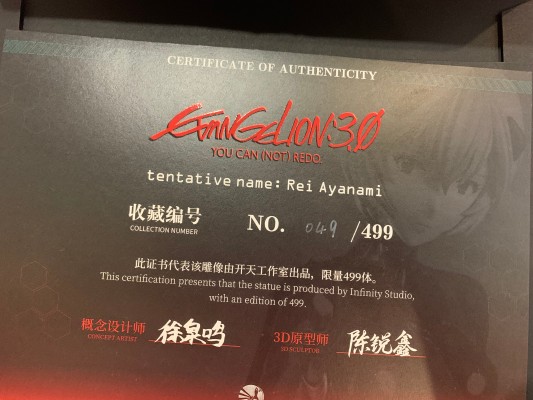 CERTIFICATE OF AUTHENTICITY
EVANGELION:3.0
YOU CAN (NOT) REDO.
tentative name: Rei Ayanami
收藏编号 NO. 049 /499
COLLECTION NUMBER
此证书代表该雕像由开天工作室出品，限量499体。
This certification presents that the statue is produced by Infinity Studio,
with an edition of 499.
概念设计师 徐阜鸣 3D原型师 陈锐鑫
CONCEPT ARTIST 3D SCULPTOR